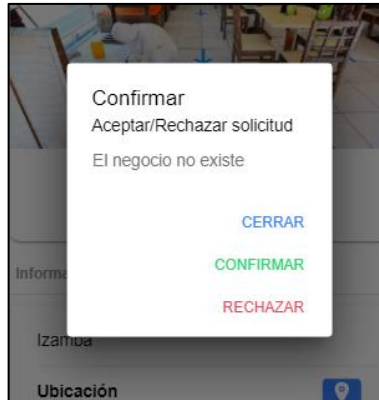 Confirmar
Aceptar/Rechazar solicitud
El negocio no existe
CERRAR
CONFIRMAR
RECHAZAR
Izamba
Ubicación